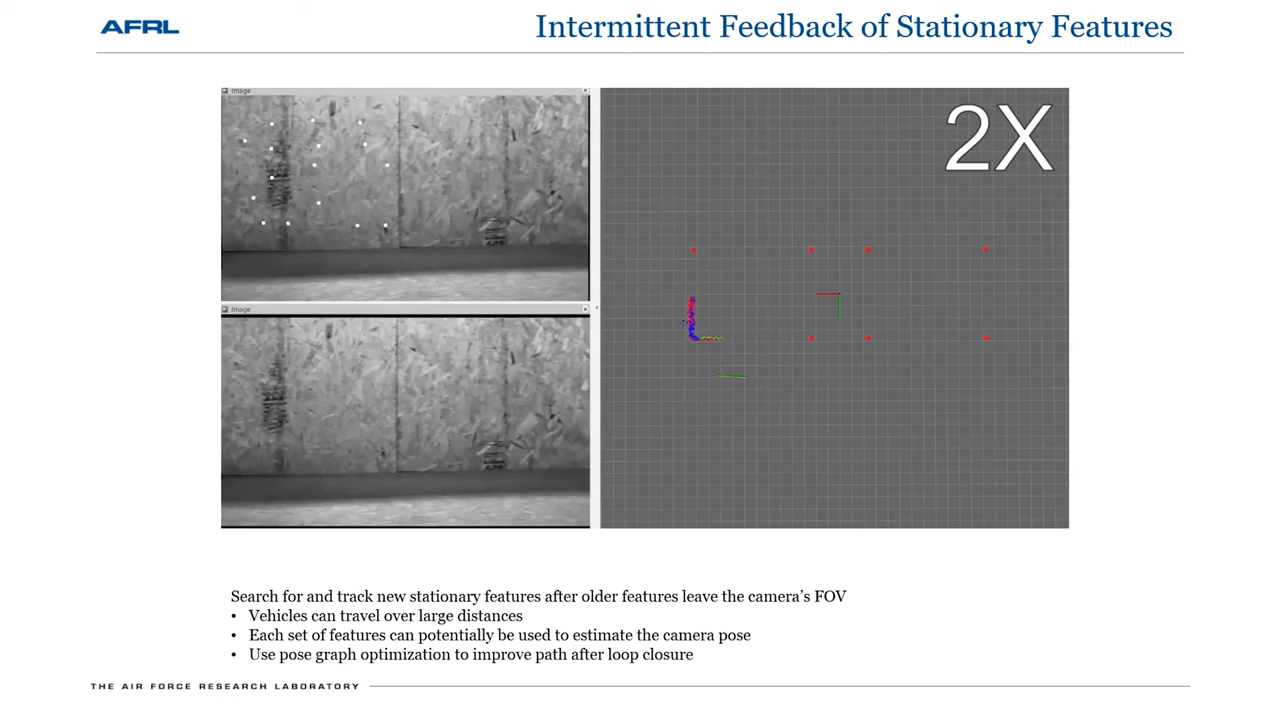 AFRL
Intermittent Feedback of Stationary Features
Image
2X
Image
Search for and track new stationary features after older features leave the camera's FOV
• Vehicles can travel over large distances
• Each set of features can potentially be used to estimate the camera pose
• Use pose graph optimization to improve path after loop closure
THE AIR FORCE RESEARCH LABORATORY